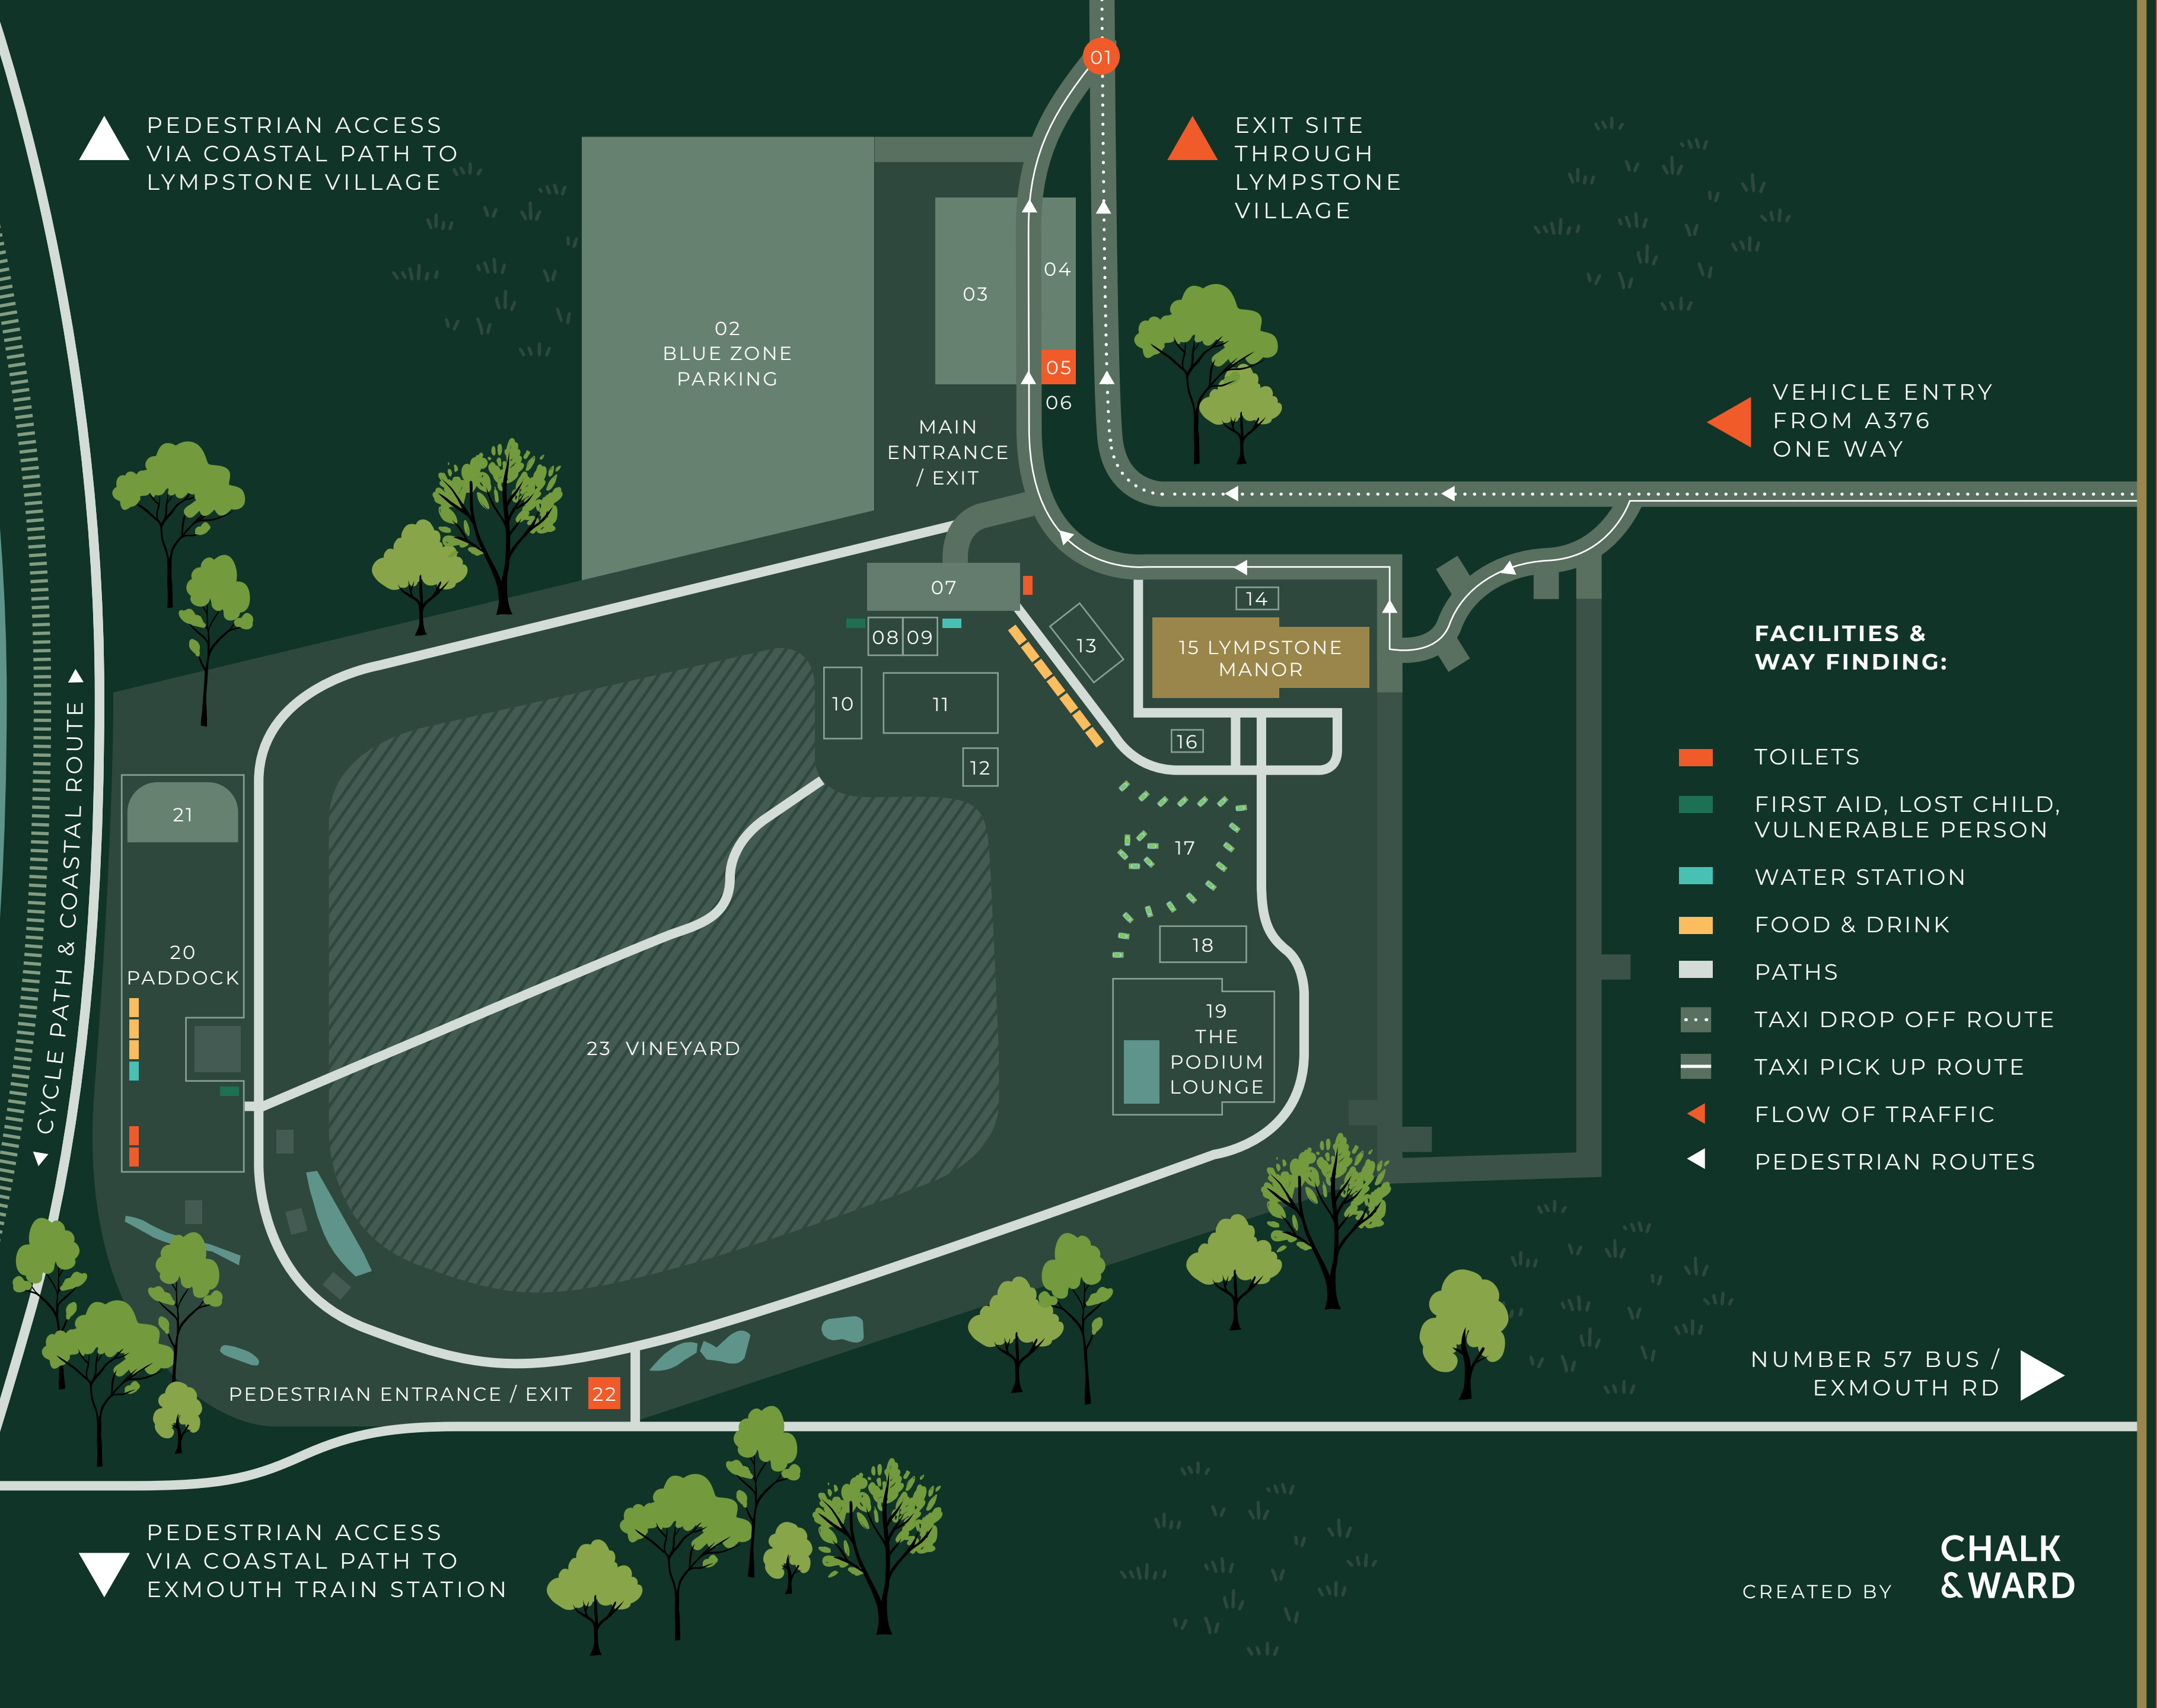 01
PEDESTRIAN ACCESS
VIA COASTAL PATH TO
LYMPSTONE VILLAGE
EXIT SITE
THROUGH
LYMPSTONE
VILLAGE
02
BLUE ZONE
PARKING
03
04
05
06
MAIN
ENTRANCE
/ EXIT
VEHICLE ENTRY
FROM A376
ONE WAY
07
08
09
10
11
12
13
14
15 LYMPSTONE
MANOR
16
17
18
19
THE
PODIUM
LOUNGE
20
PADDOCK
21
CYCLE PATH & COASTAL ROUTE
23 VINEYARD
PEDESTRIAN ENTRANCE / EXIT 22
FACILITIES &
WAY FINDING:
TOILETS
FIRST AID, LOST CHILD,
VULNERABLE PERSON
WATER STATION
FOOD & DRINK
PATHS
TAXI DROP OFF ROUTE
TAXI PICK UP ROUTE
FLOW OF TRAFFIC
PEDESTRIAN ROUTES
NUMBER 57 BUS /
EXMOUTH RD
PEDESTRIAN ACCESS
VIA COASTAL PATH TO
EXMOUTH TRAIN STATION
CREATED BY
CHALK
&WARD